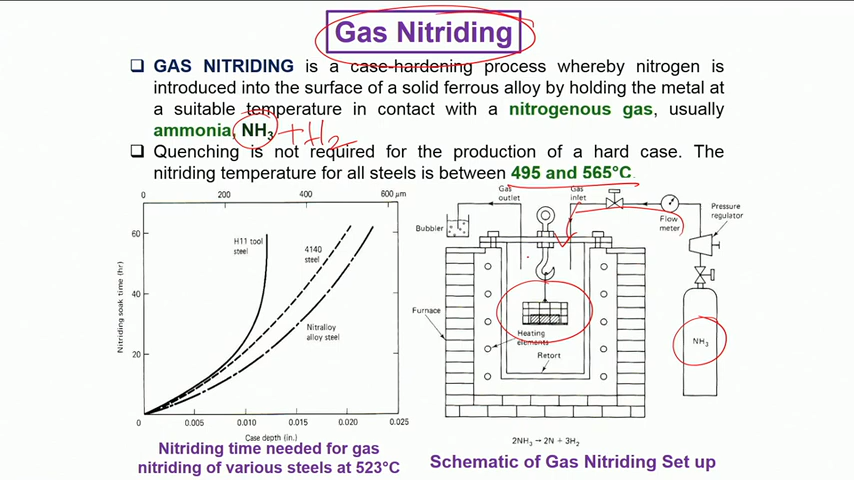 Gas Nitriding
❑ GAS NITRIDING is a case-hardening process whereby nitrogen is
introduced into the surface of a solid ferrous alloy by holding the metal at
a suitable temperature in contact with a nitrogenous gas, usually
ammonia, NH₃ + H₂
❑ Quenching is not required for the production of a hard case. The
nitriding temperature for all steels is between 495 and 565°C.
0 200 400 600 μm
60
40
20
0 0.005 0.010 0.015 0.020 0.025
Nitriding soak time (hr)
Case depth (in.)
H11 tool
steel
4140
steel
Nitralloy
alloy steel
Nitriding time needed for gas
nitriding of various steels at 523°C
Gas
outlet
Gas
inlet
Bubbler
Flow
meter
Pressure
regulator
Furnace
Heating
elements
Retort
NH₃
2NH₃ → 2N + 3H₂
Schematic of Gas Nitriding Set up